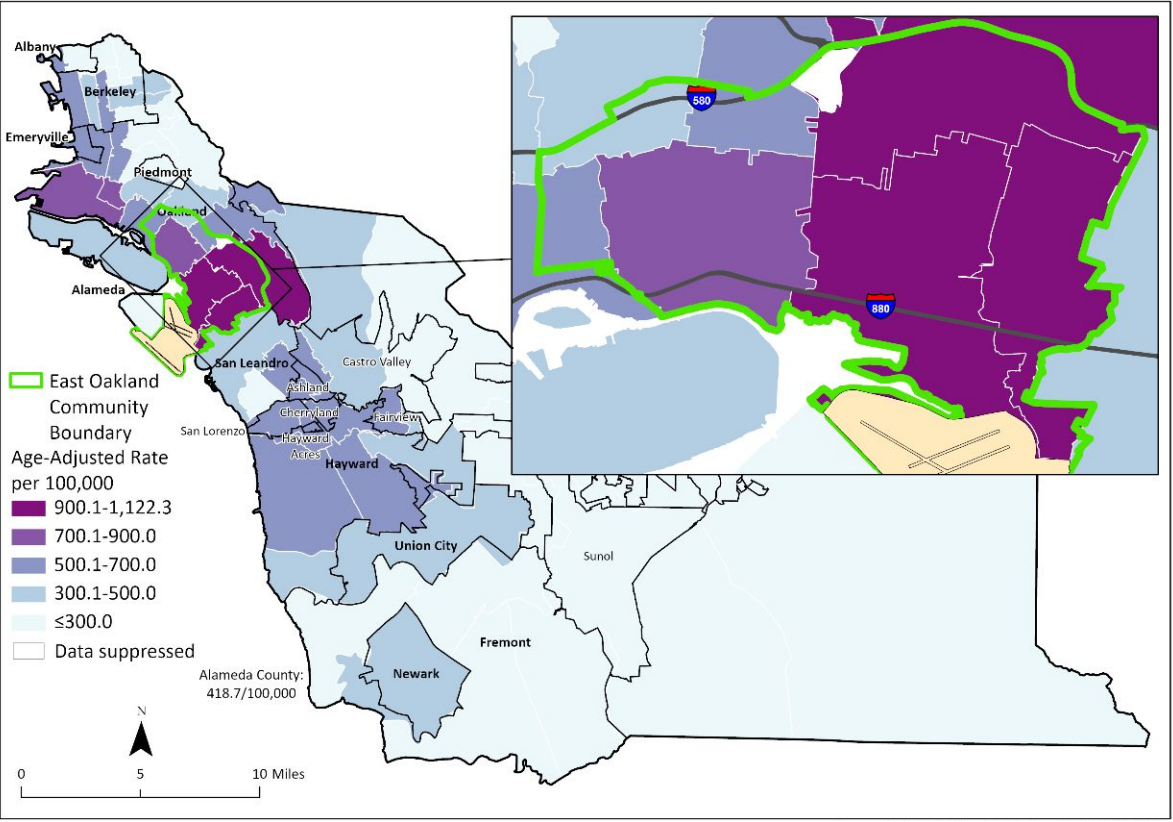 Albany
Berkeley
Emeryville
Piedmont
Oakland
Alameda
San Leandro
Castro Valley
Ashland
Cherryland
Fairview
San Lorenzo
Hayward
Acres
Hayward
Union City
Sunol
Fremont
Newark
580
880
East Oakland
Community
Boundary
Age-Adjusted Rate
per 100,000
900.1-1,122.3
700.1-900.0
500.1-700.0
300.1-500.0
≤300.0
Data suppressed
Alameda County:
418.7/100,000
N
0 5 10 Miles